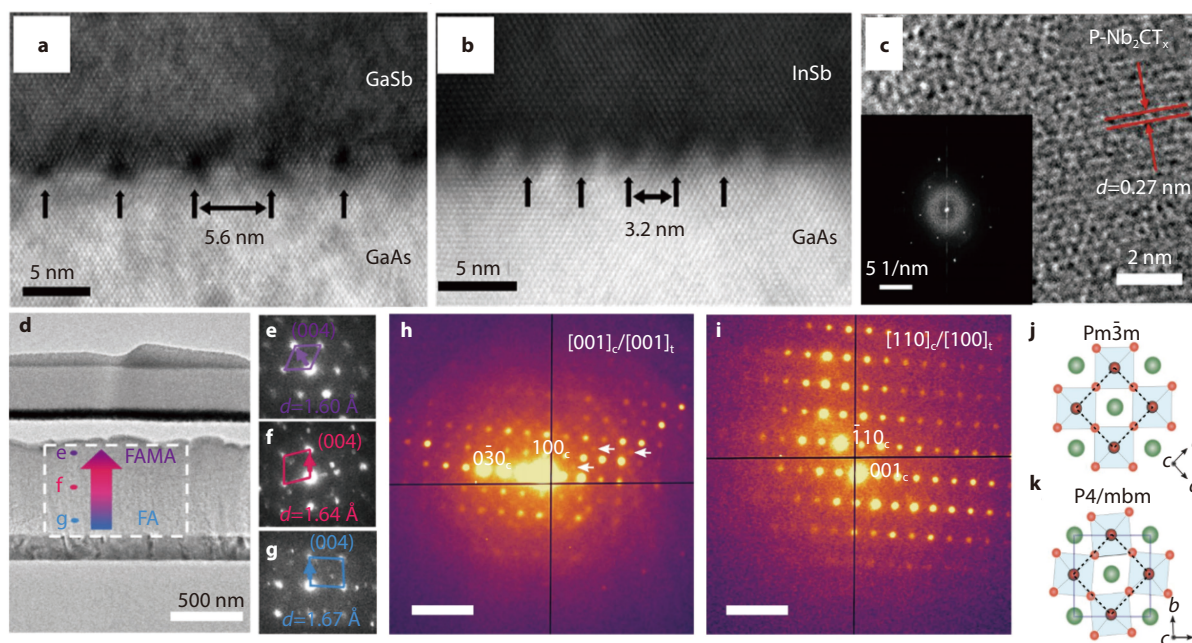 a
GaSb
5.6 nm
GaAs
5 nm
b
InSb
3.2 nm
GaAs
5 nm
c
P-Nb₂CTₓ
d=0.27 nm
5 1/nm
2 nm
d
e
FAMA
f
g
FA
500 nm
e
(004)
d=1.60 Å
f
(004)
d=1.64 Å
g
(004)
d=1.67 Å
h
[001]c/[001]t
100c
03̄0c
i
[110]c/[100]t
1̄10c
001c
j
Pm3̄m
c
k
P4/mbm
b
c